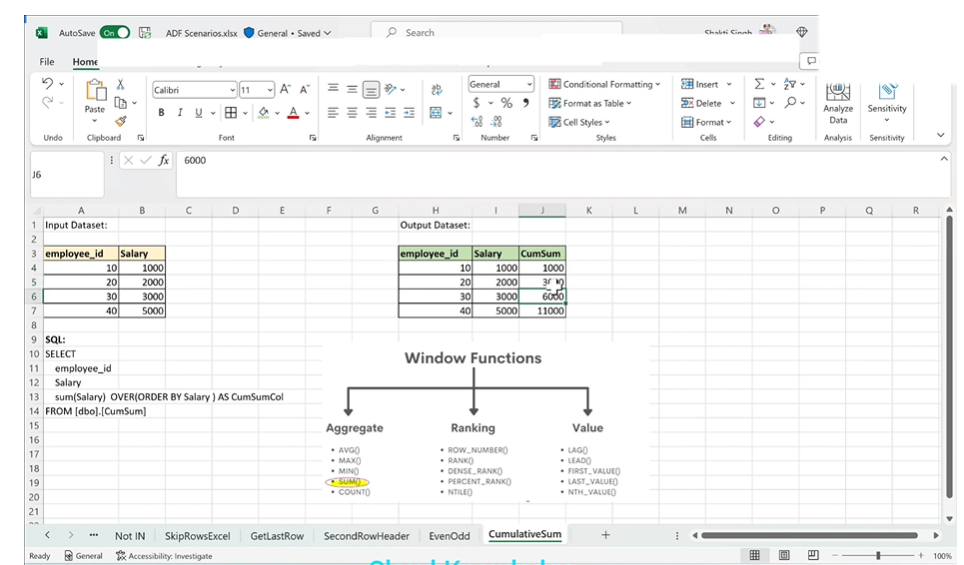 AutoSave On ADF Scenarios.xlsx General • Saved Search Shakti Singh
File Home
Paste Calibri 11 A A General Conditional Formatting Insert
B I U A $ % Format as Table Delete Analyze Data Sensitivity
Cell Styles Format
Undo Clipboard Font Alignment Number Styles Cells Editing Analysis Sensitivity
J6 fx 6000
A B C D E F G H I J K L M N O P Q R
1 Input Dataset: Output Dataset:
2
3 employee_id Salary employee_id Salary CumSum
4 10 1000 10 1000 1000
5 20 2000 20 2000
6 30 3000 30 3000 6000
7 40 5000 40 5000 11000
8
9 SQL:
10 SELECT
11 employee_id
12 Salary
13 sum(Salary) OVER(ORDER BY Salary ) AS CumSumCol
14 FROM [dbo].[CumSum]
15
16
17
18
19
20
21
Window Functions
Aggregate Ranking Value
• AVG() • ROW_NUMBER() • LAG()
• MAX() • RANK() • LEAD()
• MIN() • DENSE_RANK() • FIRST_VALUE()
• SUM() • PERCENT_RANK() • LAST_VALUE()
• COUNT() • NTILE() • NTH_VALUE()
Not IN SkipRowsExcel GetLastRow SecondRowHeader EvenOdd CumulativeSum
Ready General Accessibility: Investigate 100%